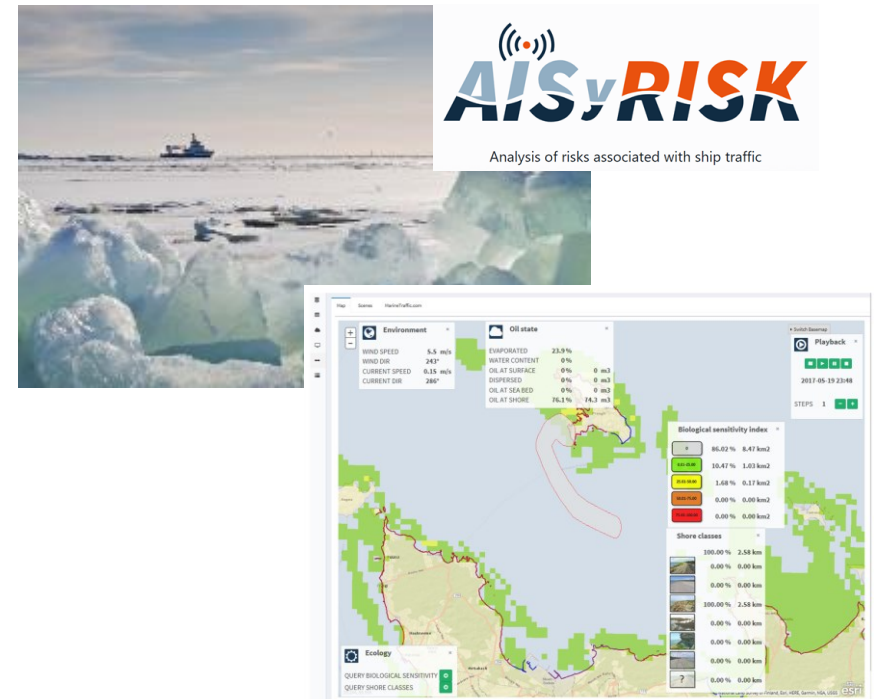 AISyRISK
Analysis of risks associated with ship traffic
Map Scenes MarineTraffic.com
Environment
WIND SPEED 5.5 m/s
WIND DIR 243°
CURRENT SPEED 0.15 m/s
CURRENT DIR 286°
Oil state
EVAPORATED 23.9 %
WATER CONTENT 0 %
OIL AT SURFACE 0 % 0 m3
DISPERSED 0 % 0 m3
OIL AT SEA BED 0 % 0 m3
OIL AT SHORE 76.1 % 74.3 m3
Switch Basemap
Playback
2017-05-19 23:48
STEPS 1
Biological sensitivity index
0 86.02 % 8.47 km2
10.47 % 1.03 km2
1.68 % 0.17 km2
0.00 % 0.00 km2
0.00 % 0.00 km2
Shore classes
100.00 % 2.58 km
0.00 % 0.00 km
0.00 % 0.00 km
100.00 % 2.58 km
0.00 % 0.00 km
0.00 % 0.00 km
0.00 % 0.00 km
? 0.00 % 0.00 km
Ecology
QUERY BIOLOGICAL SENSITIVITY
QUERY SHORE CLASSES
esri